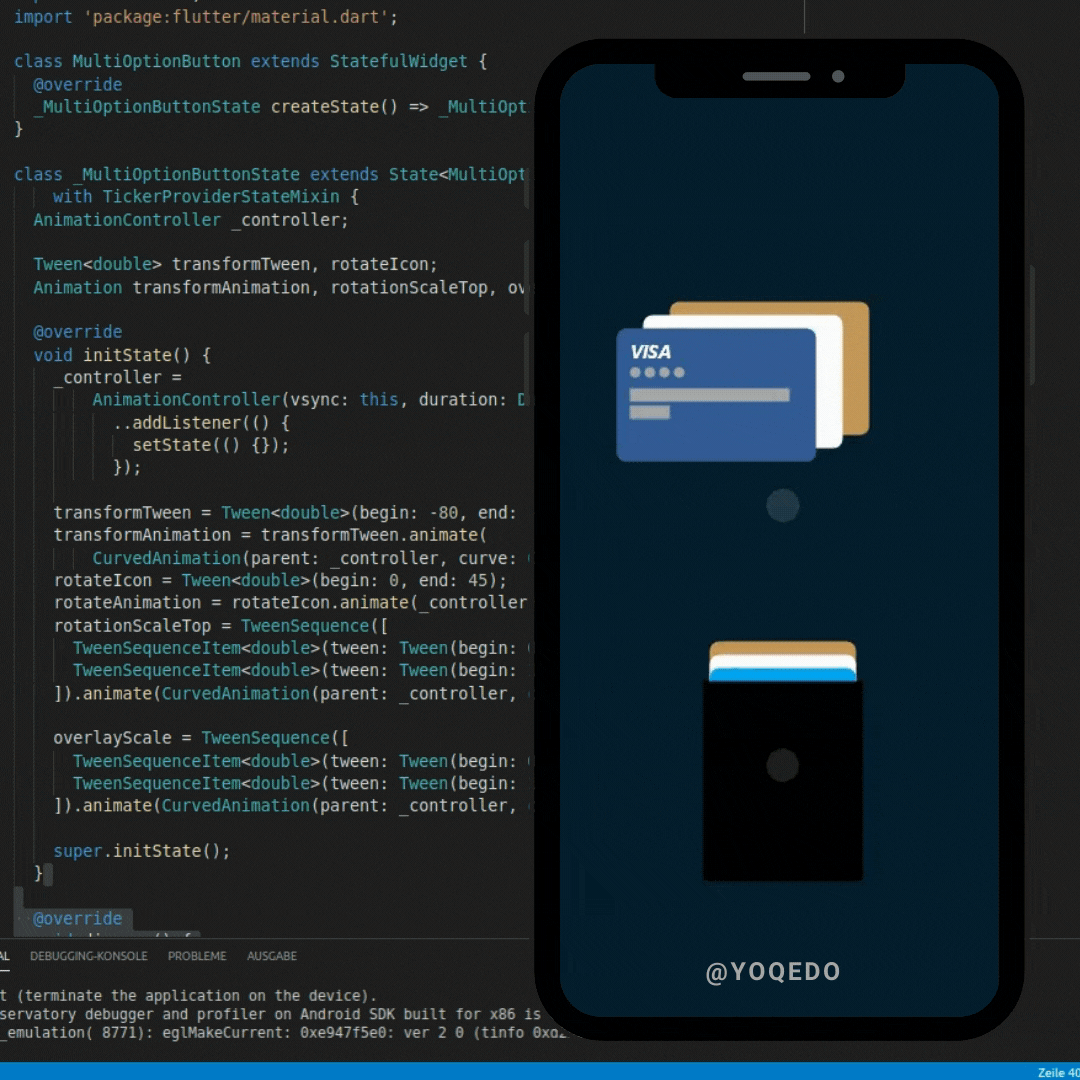 import 'package:flutter/material.dart';
class MultiOptionButton extends StatefulWidget {
@override
_MultiOptionButtonState createState() => _MultiOpt
}
class _MultiOptionButtonState extends State<MultiOpt
with TickerProviderStateMixin {
AnimationController _controller;
Tween<double> transformTween, rotateIcon;
Animation transformAnimation, rotationScaleTop, ov
@override
void initState() {
_controller =
AnimationController(vsync: this, duration: D
..addListener(() {
setState(() {});
});
transformTween = Tween<double>(begin: -80, end:
transformAnimation = transformTween.animate(
CurvedAnimation(parent: _controller, curve:
rotateIcon = Tween<double>(begin: 0, end: 45);
rotateAnimation = rotateIcon.animate(_controller
rotationScaleTop = TweenSequence([
TweenSequenceItem<double>(tween: Tween(begin:
TweenSequenceItem<double>(tween: Tween(begin:
]).animate(CurvedAnimation(parent: _controller,
overlayScale = TweenSequence([
TweenSequenceItem<double>(tween: Tween(begin:
TweenSequenceItem<double>(tween: Tween(begin:
]).animate(CurvedAnimation(parent: _controller,
super.initState();
}
@override
AL DEBUGGING-KONSOLE PROBLEME AUSGABE
t (terminate the application on the device).
servatory debugger and profiler on Android SDK built for x86 is
_emulation( 8771): eglMakeCurrent: 0xe947f5e0: ver 2 0 (tinfo
Zeile 40
VISA
@YOQEDO